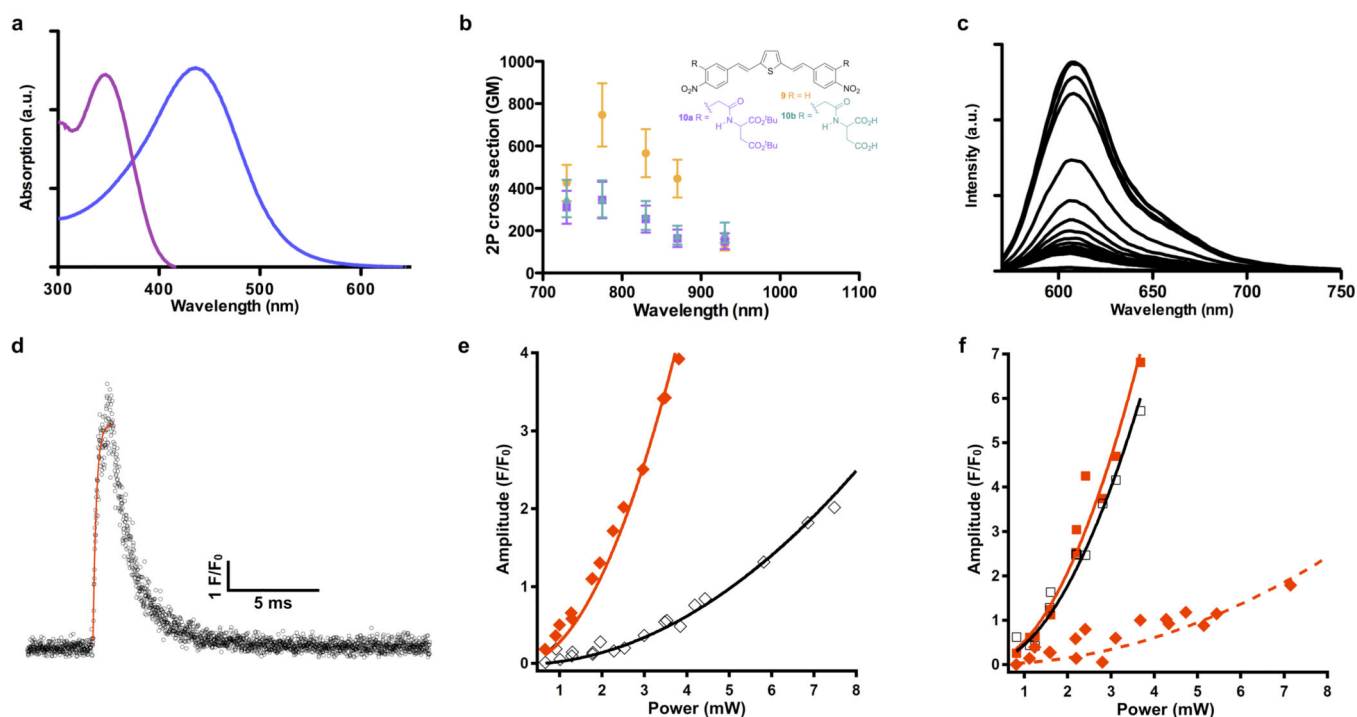 a
Absorption (a.u.)
300 400 500 600
Wavelength (nm)
b
2P cross section (GM)
1000
800
600
400
200
0
700 800 900 1000 1100
Wavelength (nm)
R R
S
NO₂ NO₂
9 R = H
10a R = O N H CO₂ᵗBu CO₂ᵗBu
10b R = O N H CO₂H CO₂H
c
Intensity (a.u.)
600 650 700 750
Wavelength (nm)
d
1 F/F₀
5 ms
e
Amplitude (F/F₀)
4
3
2
1
0
1 2 3 4 5 6 7 8
Power (mW)
f
Amplitude (F/F₀)
7
6
5
4
3
2
1
0
1 2 3 4 5 6 7 8
Power (mW)